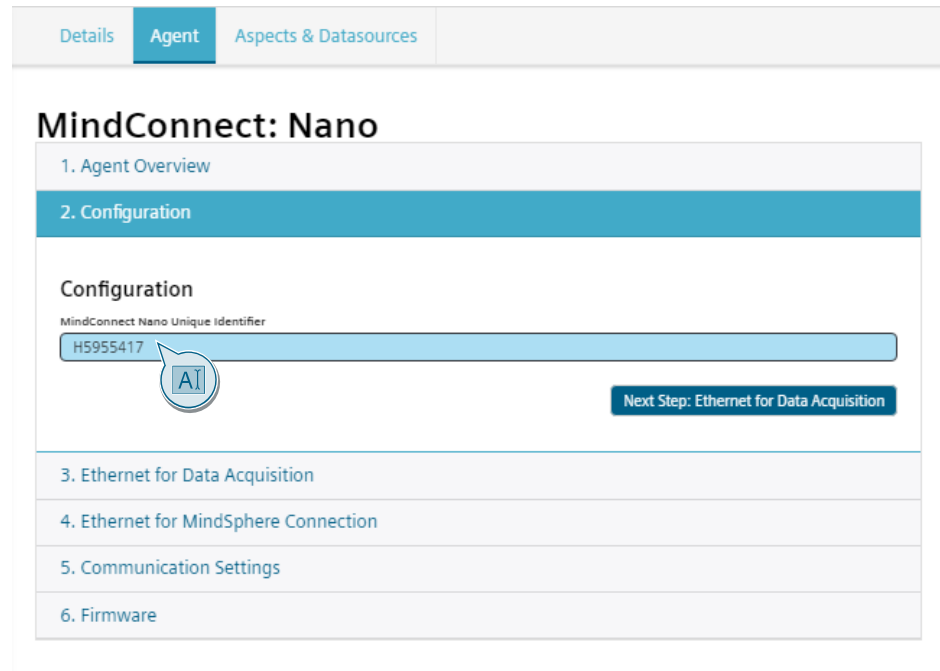 Details Agent Aspects & Datasources
MindConnect: Nano
1. Agent Overview
2. Configuration
Configuration
MindConnect Nano Unique Identifier
H5955417
A
Next Step: Ethernet for Data Acquisition
3. Ethernet for Data Acquisition
4. Ethernet for MindSphere Connection
5. Communication Settings
6. Firmware